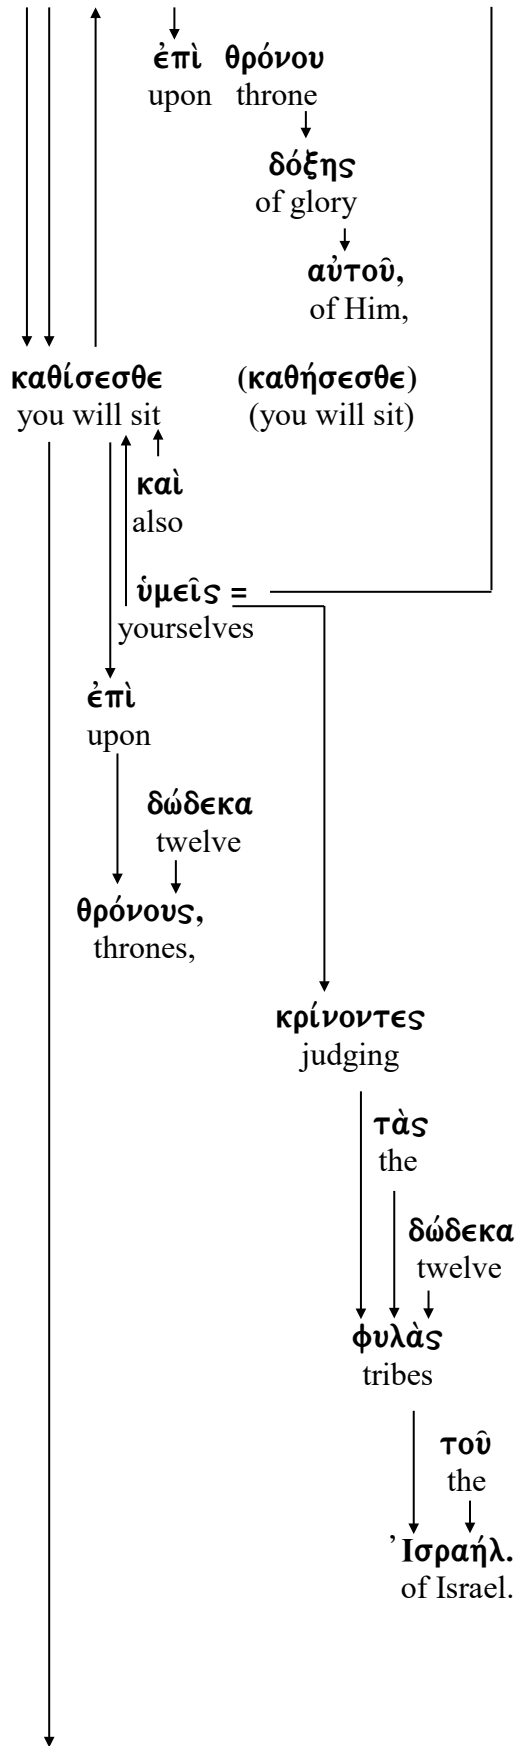 ἐπὶ θρόνου
upon throne
δόξης
of glory
αὐτοῦ,
of Him,
καθίσεσθε (καθήσεσθε)
you will sit (you will sit)
καὶ
also
ὑμεῖς =
yourselves
ἐπὶ
upon
δώδεκα
twelve
θρόνους,
thrones,
κρίνοντες
judging
τὰς
the
δώδεκα
twelve
φυλὰς
tribes
τοῦ
the
᾿Ισραήλ.
of Israel.